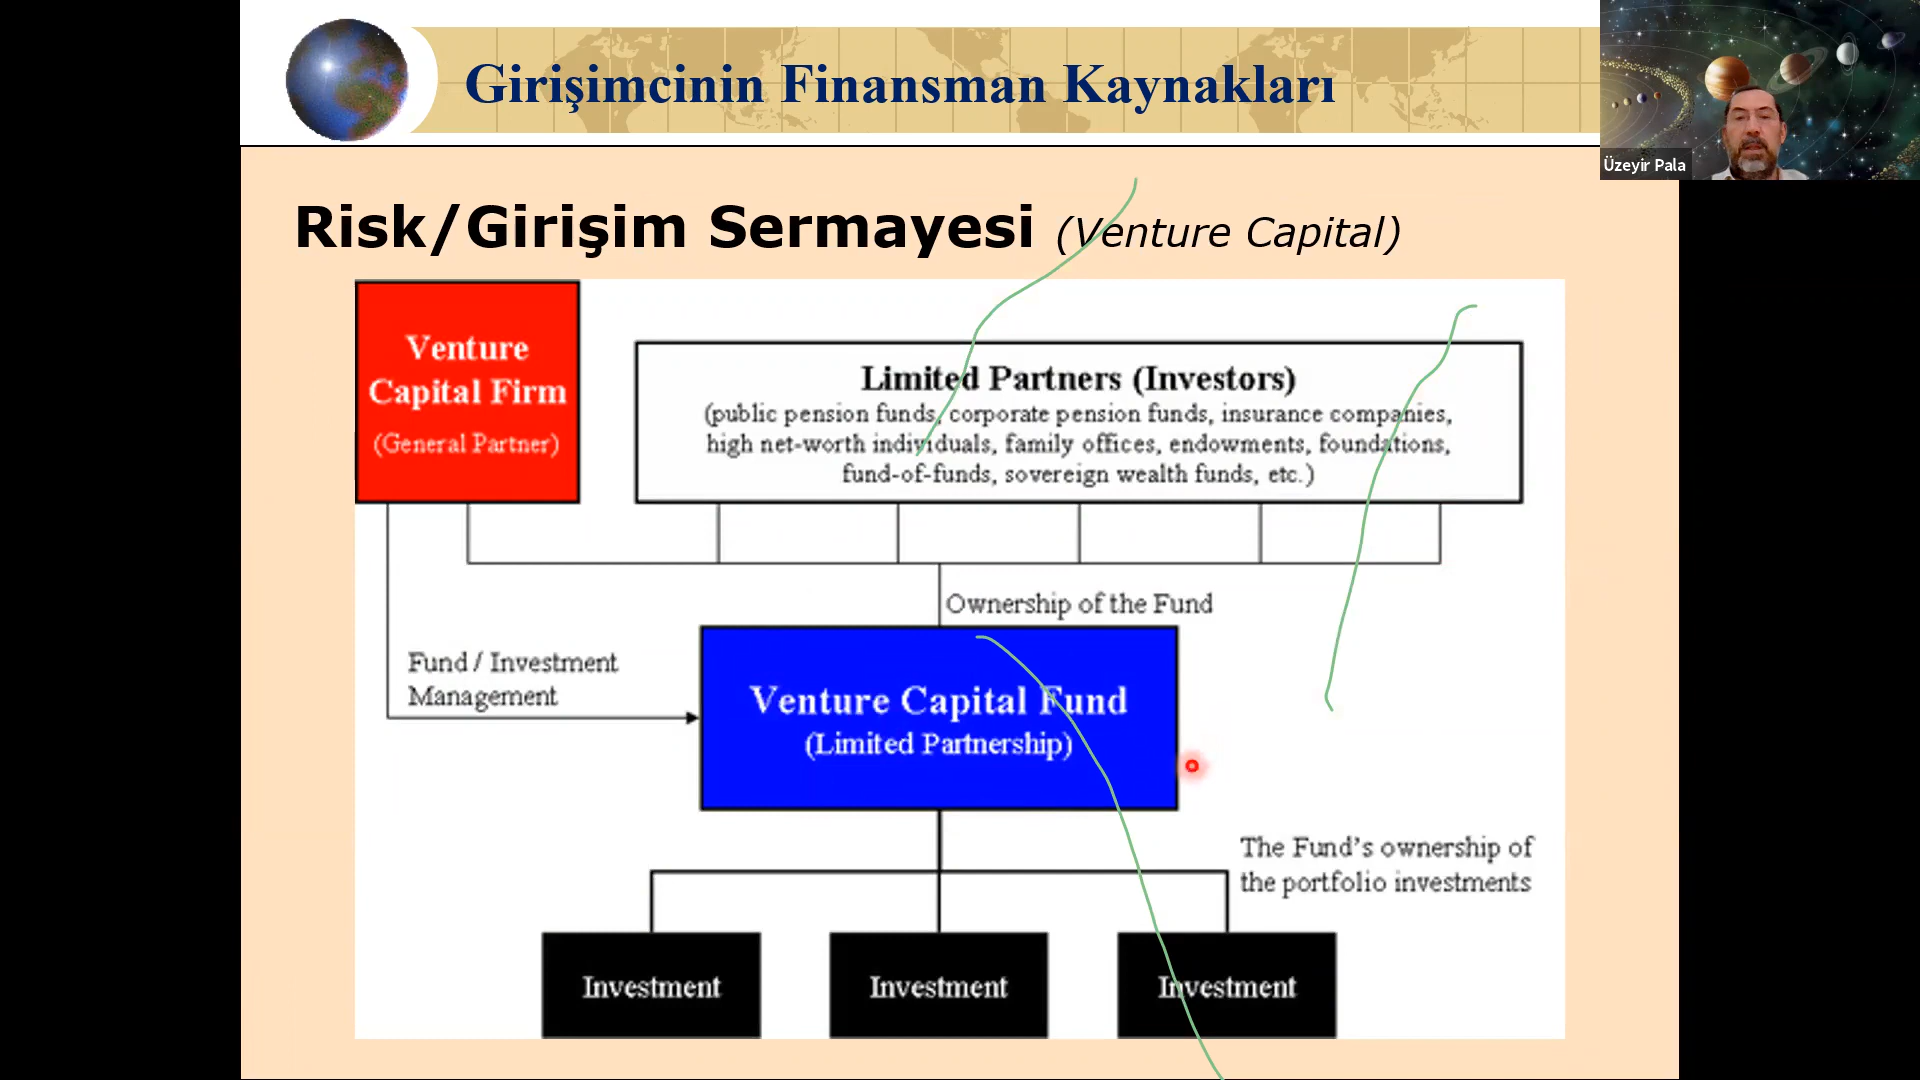 Girişimcinin Finansman Kaynakları
Üzeyir Pala
Risk/Girişim Sermayesi (Venture Capital)
Venture
Capital Firm
(General Partner)
Limited Partners (Investors)
(public pension funds, corporate pension funds, insurance companies,
high net-worth individuals, family offices, endowments, foundations,
fund-of-funds, sovereign wealth funds, etc.)
Ownership of the Fund
Fund / Investment
Management
Venture Capital Fund
(Limited Partnership)
The Fund's ownership of
the portfolio investments
Investment
Investment
Investment